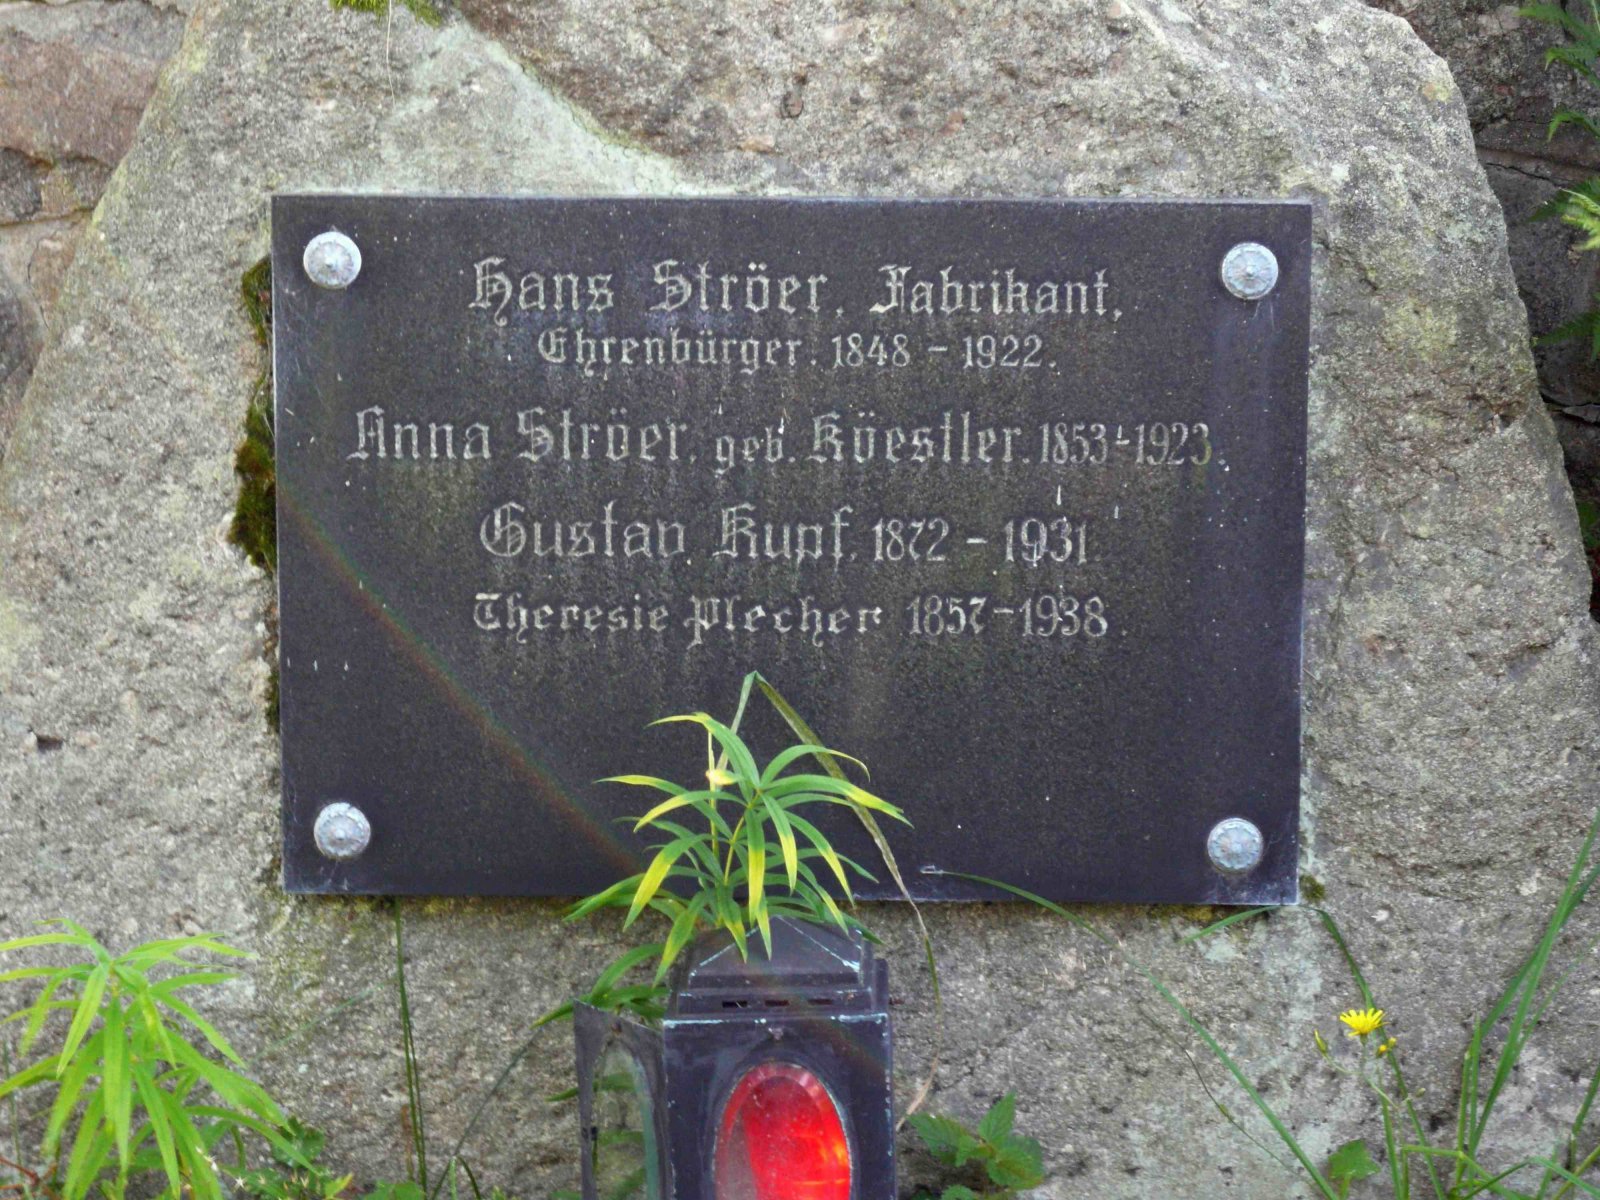 Hans Ströer, Fabrikant,
Ehrenbürger. 1848 - 1922.
Anna Ströer, geb. Köestler. 1853-1923.
Gustav Kupf. 1872 - 1931.
Theresie Plecher 1857-1938.